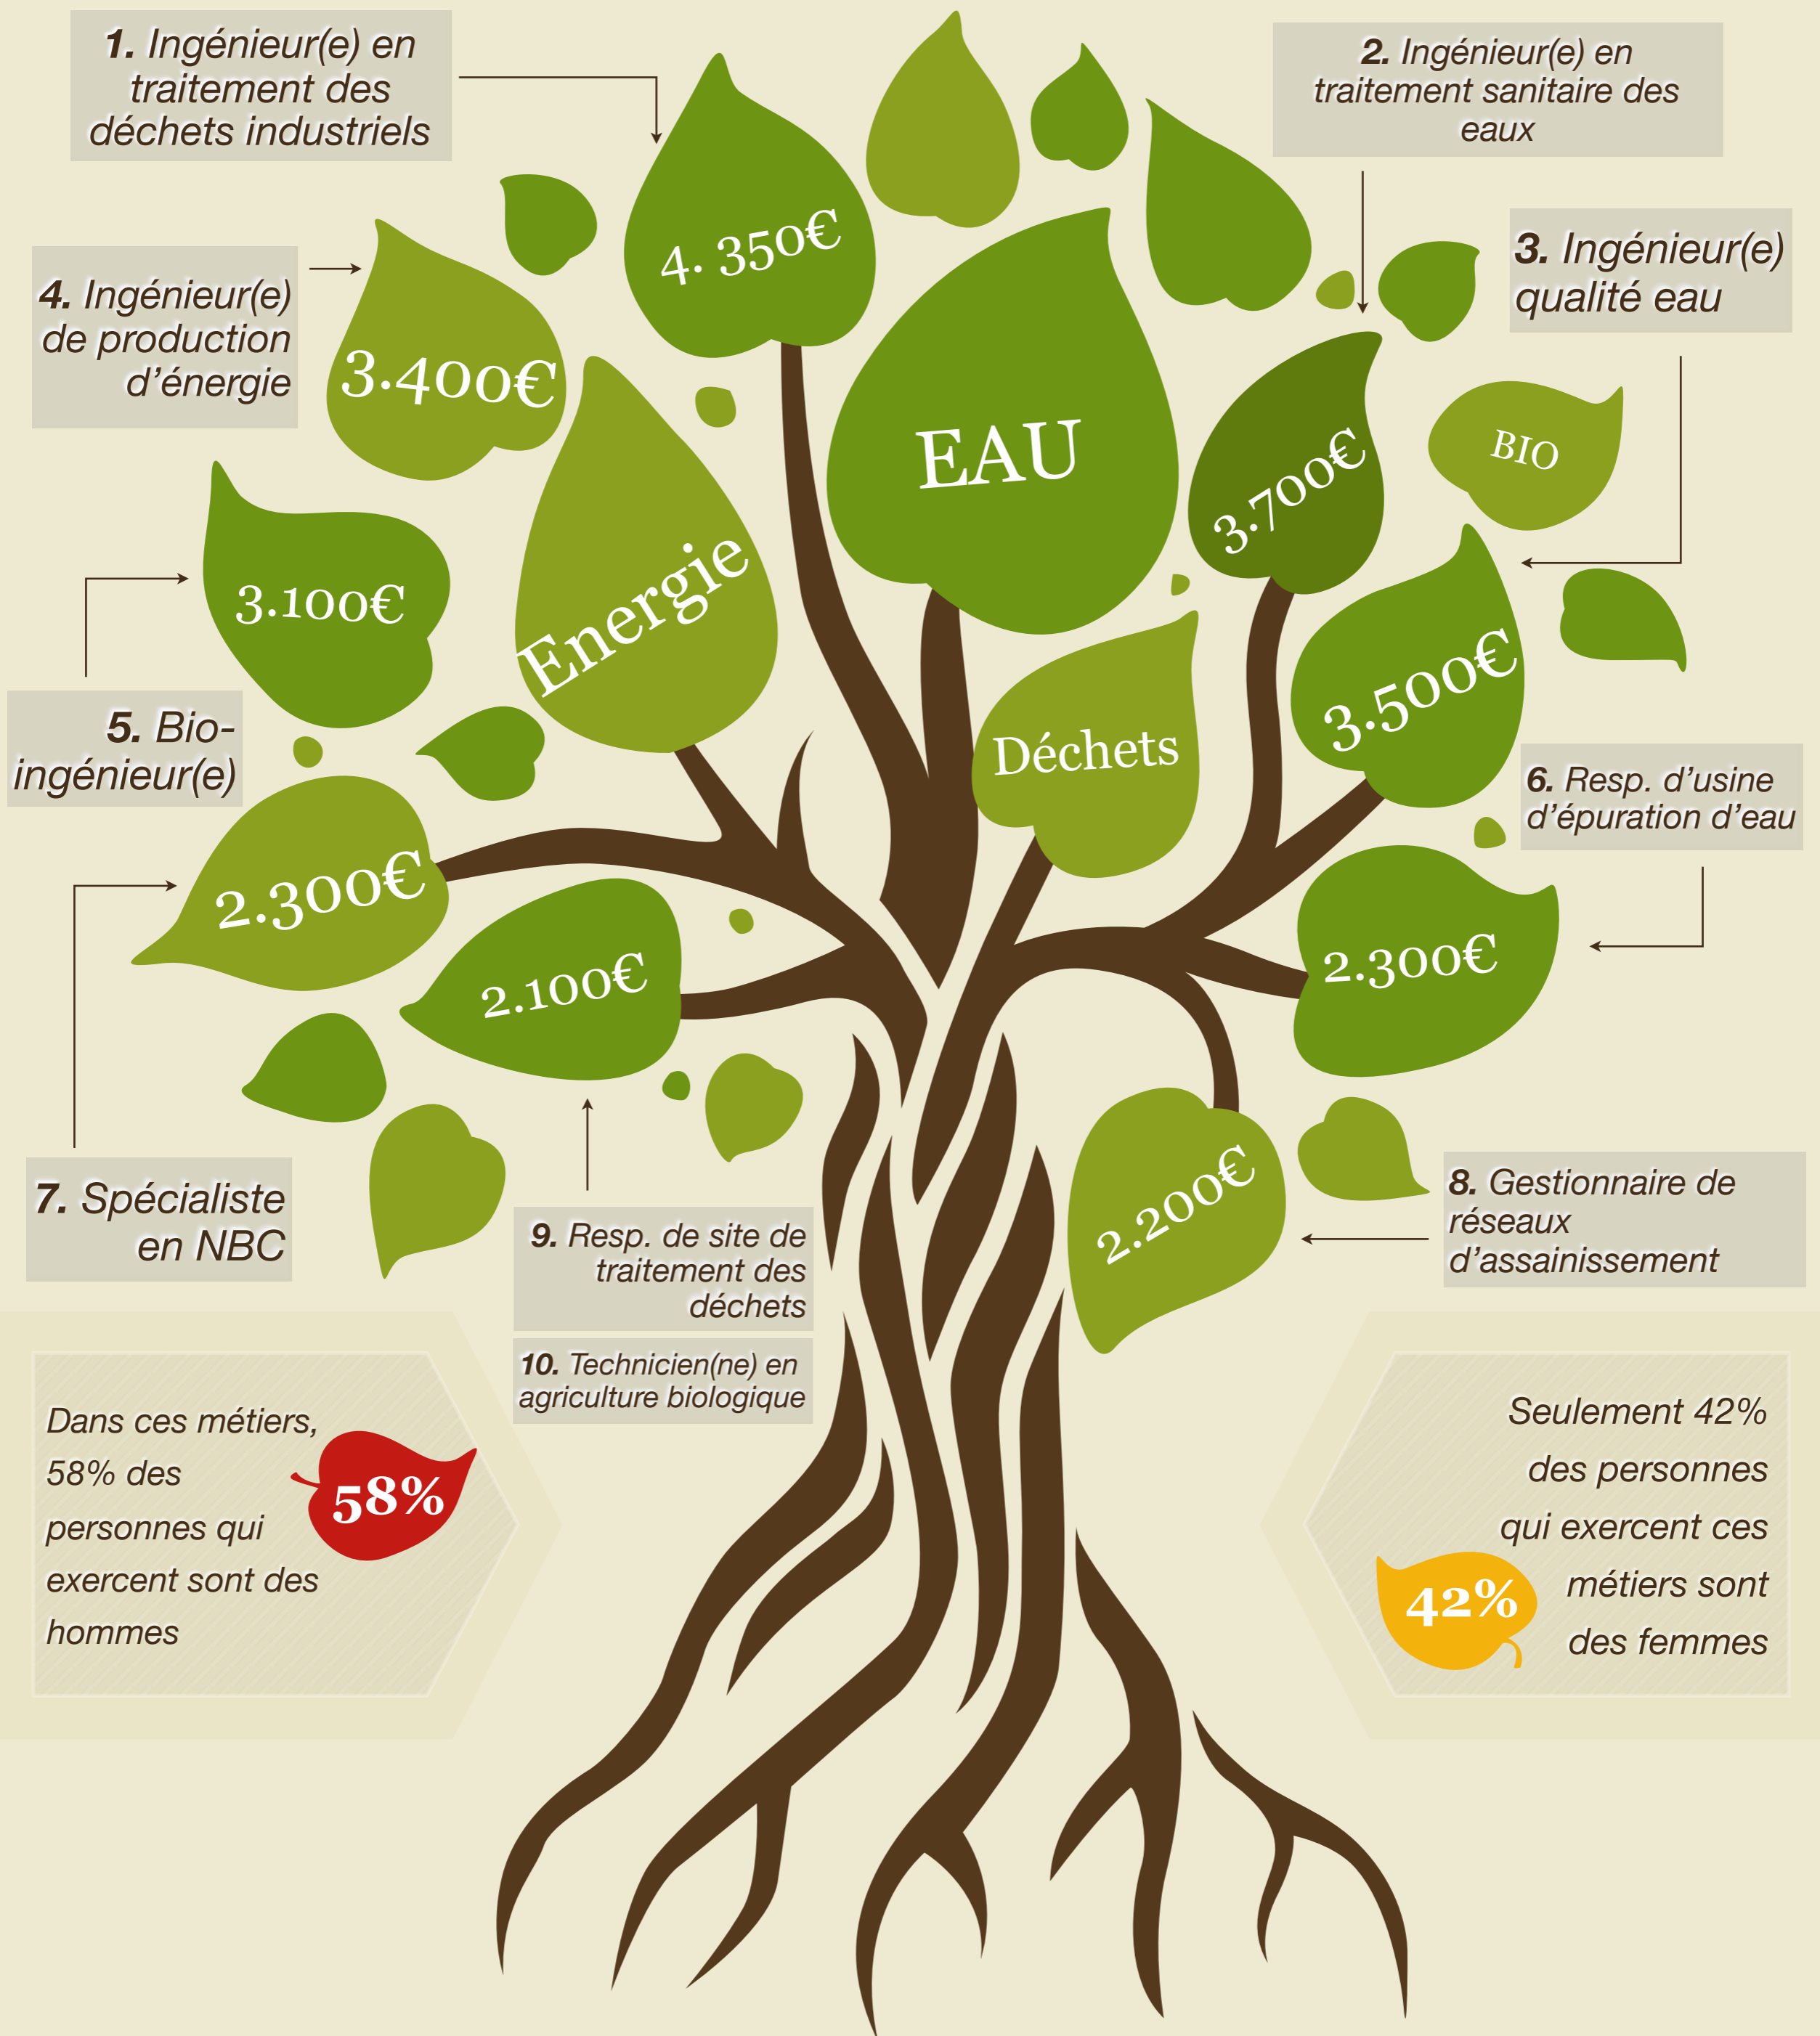 1. Ingénieur(e) en
traitement des
déchets industriels
2. Ingénieur(e) en
traitement sanitaire des
eaux
3. Ingénieur(e)
qualité eau
4. Ingénieur(e)
de production
d’énergie
4. 350€
3.400€
EAU
BIO
3.700€
Energie
3.100€
3.500€
5. Bio-
ingénieur(e)
Déchets
6. Resp. d’usine
d’épuration d’eau
2.300€
2.100€
2.300€
7. Spécialiste
en NBC
9. Resp. de site de
traitement des
déchets
10. Technicien(ne) en
agriculture biologique
2.200€
8. Gestionnaire de
réseaux
d’assainissement
Dans ces métiers,
58% des
personnes qui
exercent sont des
hommes
58%
Seulement 42%
des personnes
qui exercent ces
métiers sont
des femmes
42%